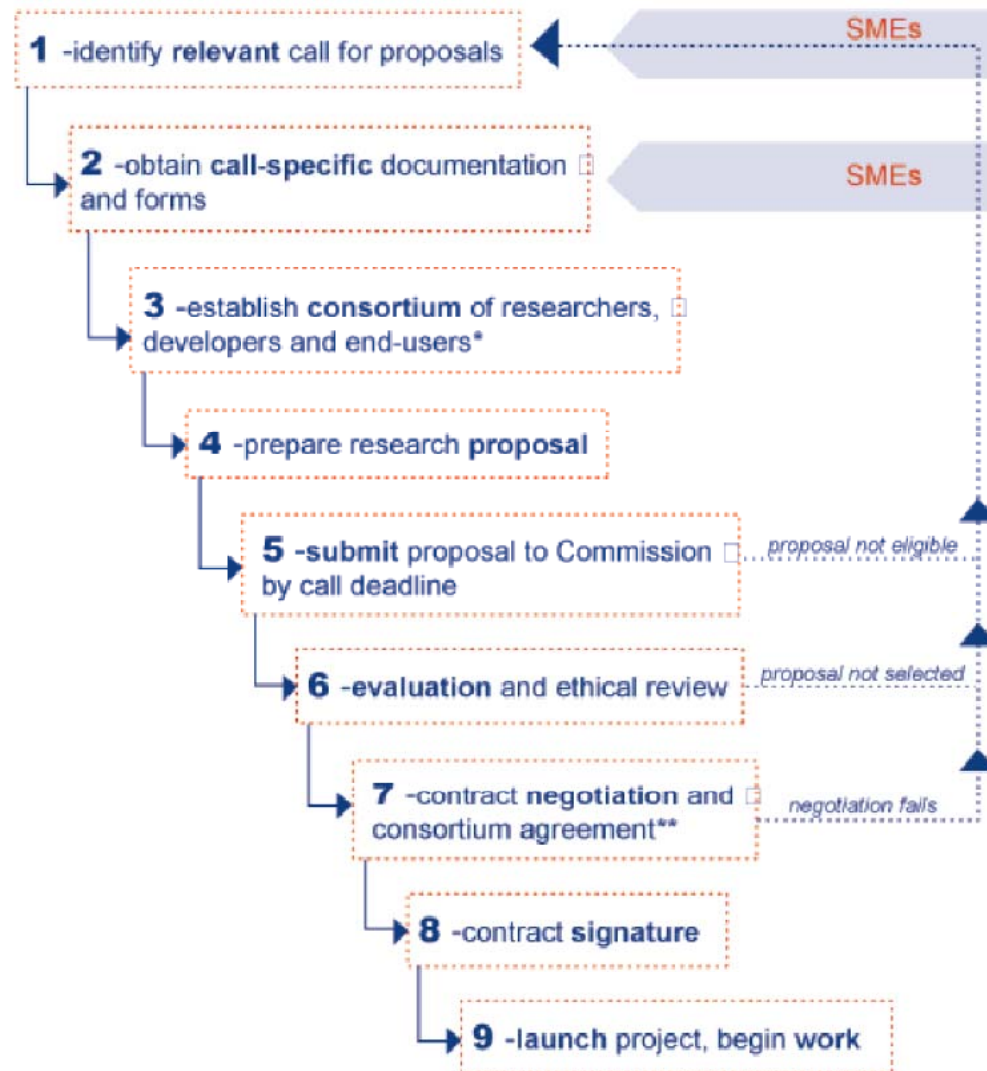 1 -identify relevant call for proposals
SMEs
2 -obtain call-specific documentation
and forms
SMEs
3 -establish consortium of researchers,
developers and end-users*
4 -prepare research proposal
5 -submit proposal to Commission
by call deadline
proposal not eligible
6 -evaluation and ethical review
proposal not selected
7 -contract negotiation and
consortium agreement**
negotiation fails
8 -contract signature
9 -launch project, begin work